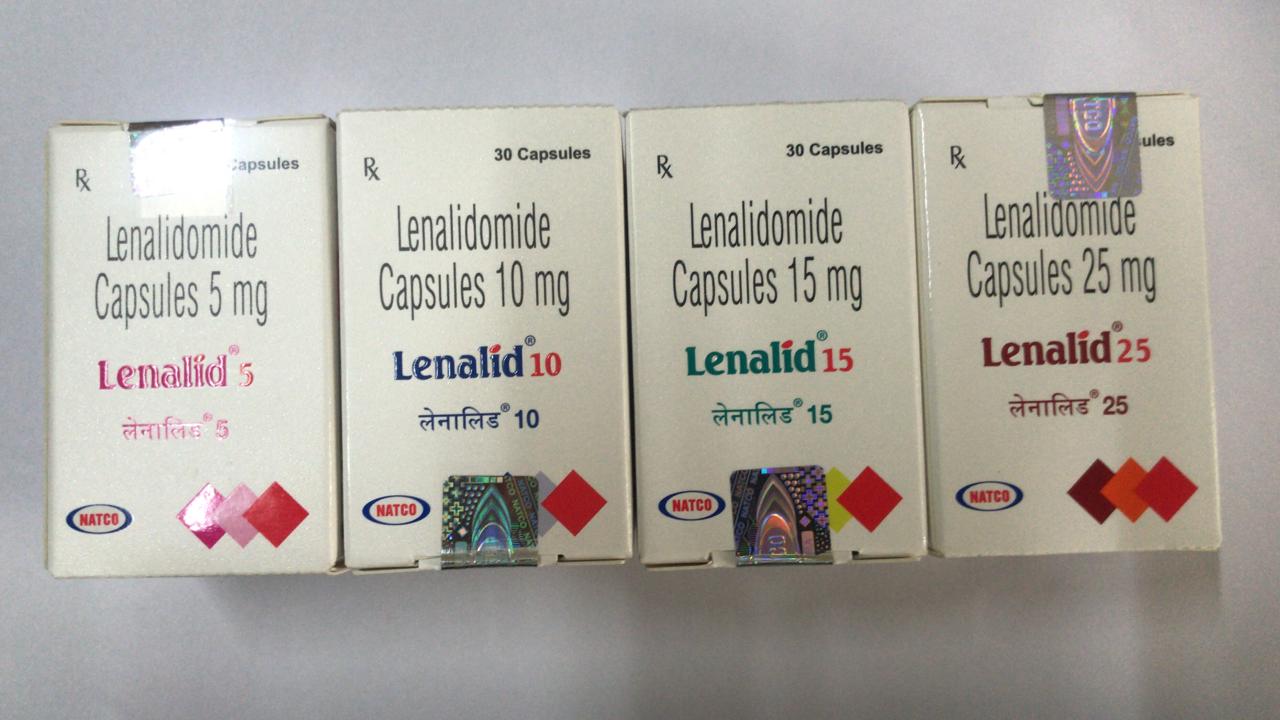 Rx
Capsules
Lenalidomide
Capsules 5 mg
Lenalid® 5
लेनालिड® 5
NATCO
Rx
30 Capsules
Lenalidomide
Capsules 10 mg
Lenalid® 10
लेनालिड® 10
NATCO
NATCO
Rx
30 Capsules
Lenalidomide
Capsules 15 mg
Lenalid® 15
लेनालिड® 15
NATCO
NATCO
Rx
Lenalidomide
Capsules 25 mg
Lenalid® 25
लेनालिड® 25
NATCO